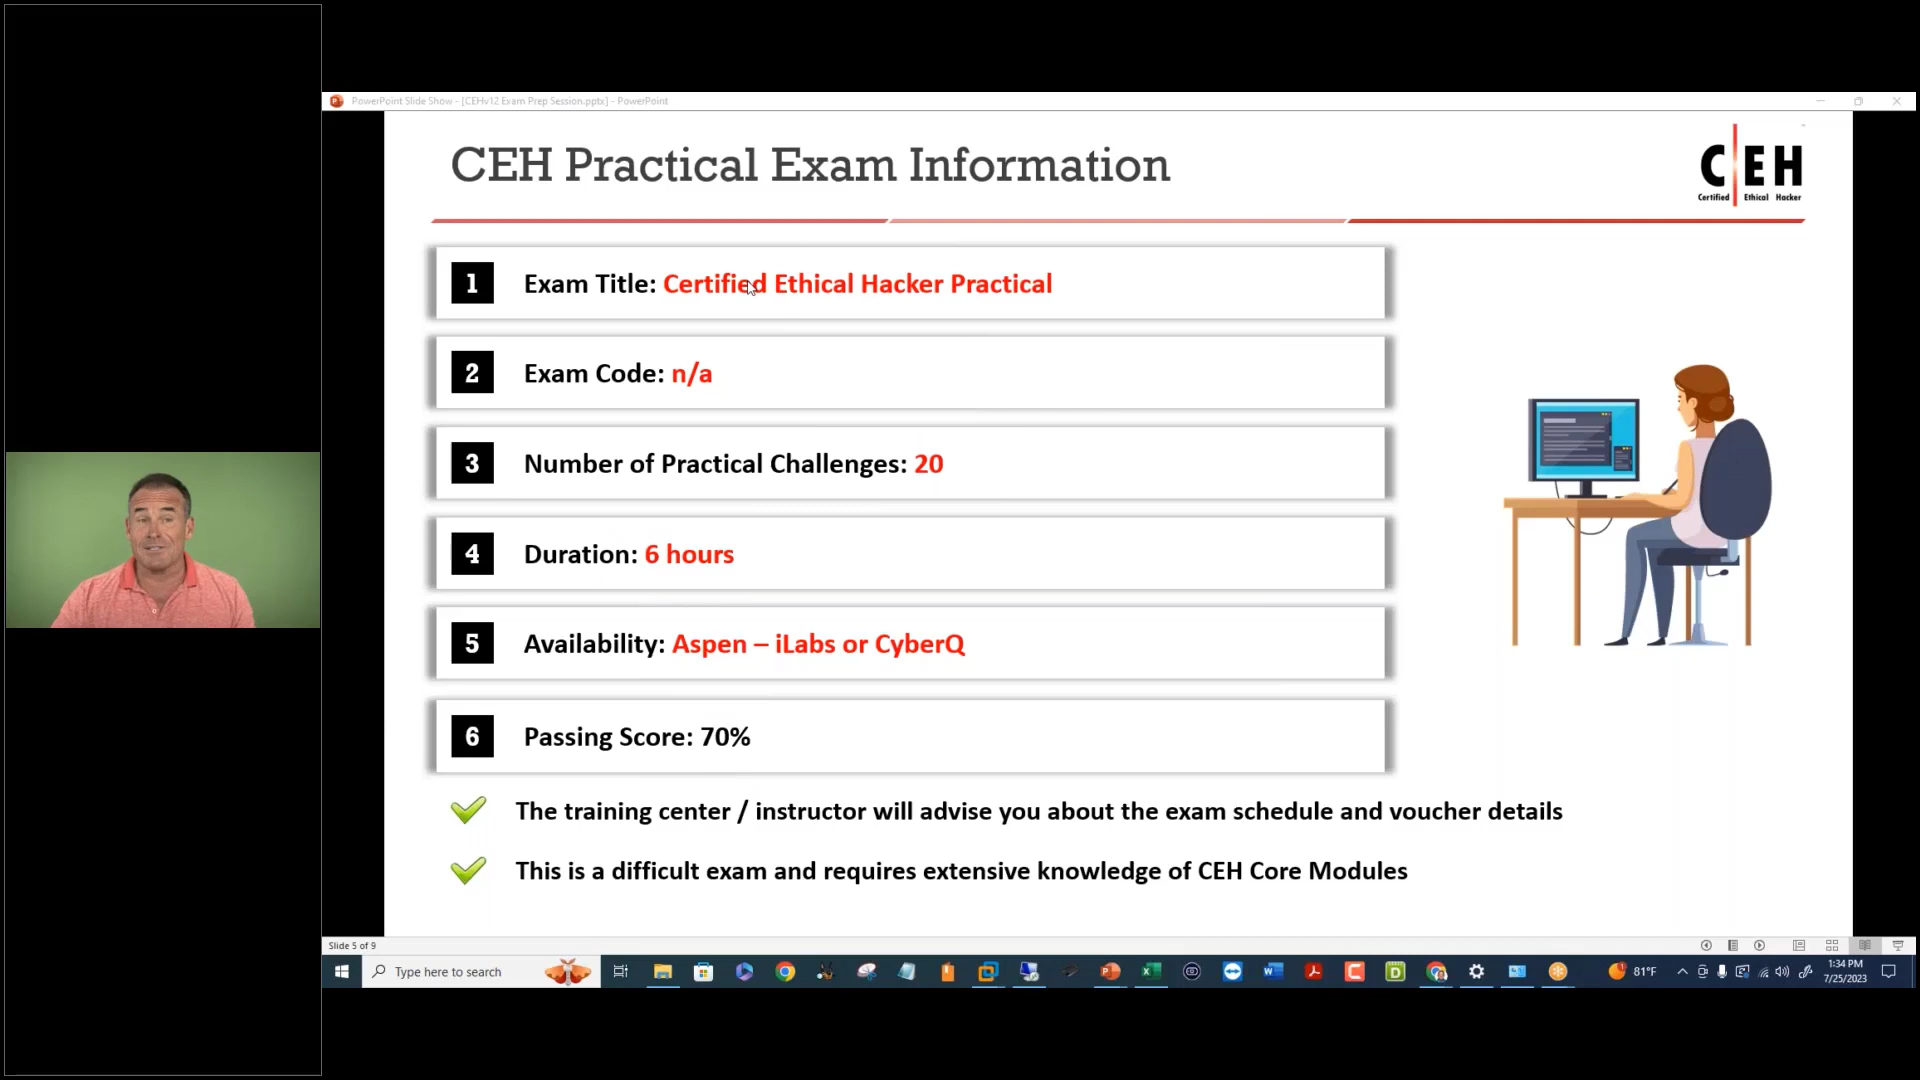 PowerPoint Slide Show - [CEHv12 Exam Prep Session.pptx] - PowerPoint
CEH Practical Exam Information
CEH
Certified Ethical Hacker
1 Exam Title: Certified Ethical Hacker Practical
2 Exam Code: n/a
3 Number of Practical Challenges: 20
4 Duration: 6 hours
5 Availability: Aspen – iLabs or CyberQ
6 Passing Score: 70%
The training center / instructor will advise you about the exam schedule and voucher details
This is a difficult exam and requires extensive knowledge of CEH Core Modules
Slide 5 of 9
Type here to search
81°F
1:34 PM
7/25/2023